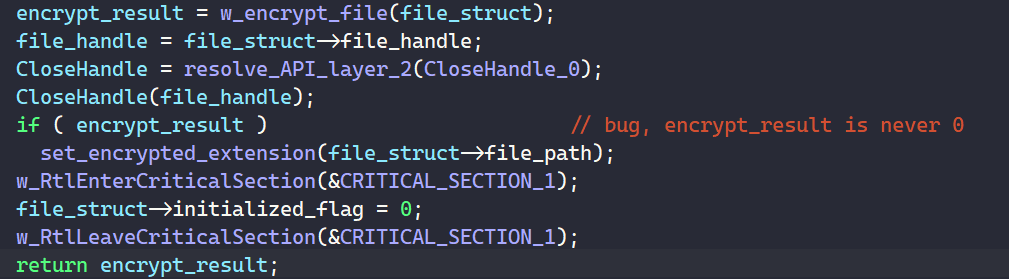 encrypt_result = w_encrypt_file(file_struct);
file_handle = file_struct→file_handle;
CloseHandle = resolve_API_layer_2(CloseHandle_0);
CloseHandle(file_handle);
if ( encrypt_result ) // bug, encrypt_result is never 0
  set_encrypted_extension(file_struct→file_path);
w_RtlEnterCriticalSection(&CRITICAL_SECTION_1);
file_struct→initialized_flag = 0;
w_RtlLeaveCriticalSection(&CRITICAL_SECTION_1);
return encrypt_result;